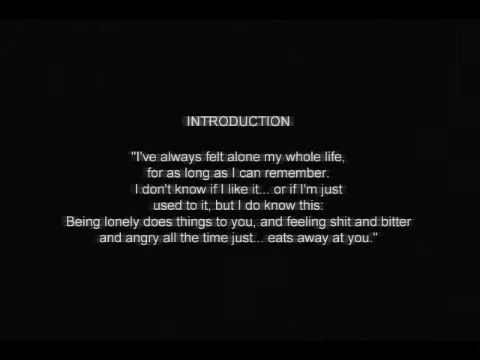 INTRODUCTION
"I've always felt alone my whole life,
for as long as I can remember.
I don't know if I like it... or if I'm just
used to it, but I do know this:
Being lonely does things to you, and feeling shit and bitter
and angry all the time just... eats away at you."